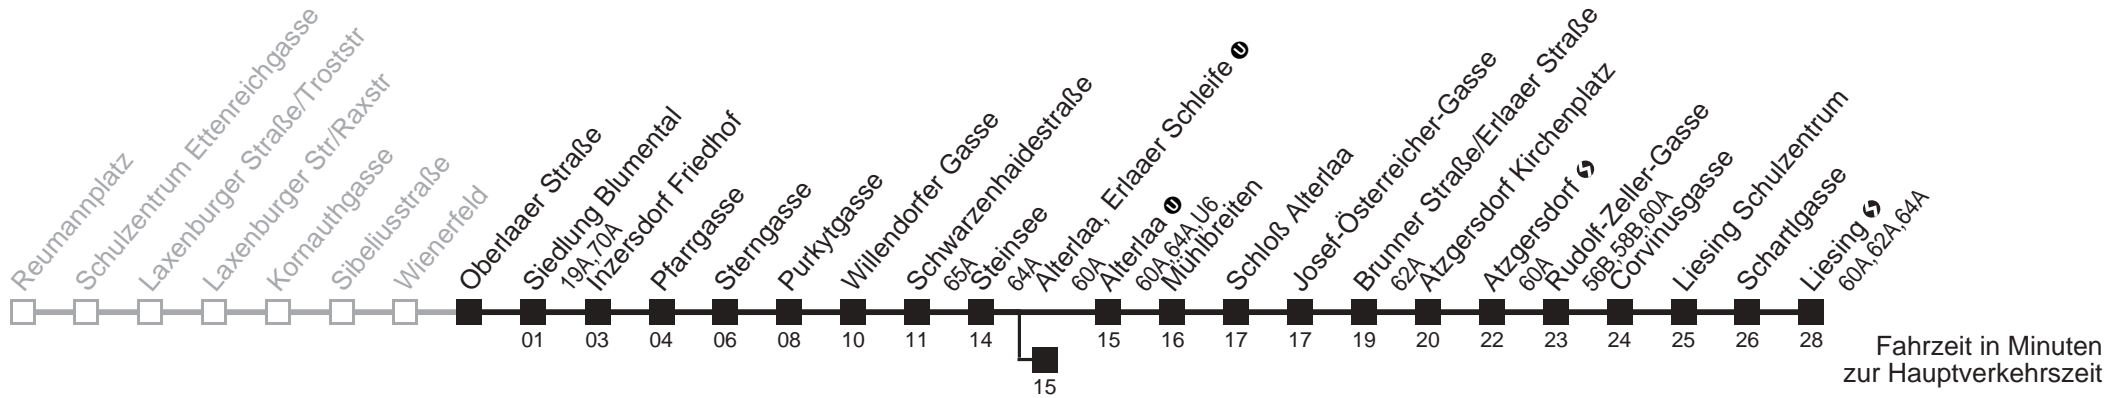 Reumannplatz
Schulzentrum Ettenreichgasse
Laxenburger Straße/Troststr
Laxenburger Str/Raxstr
Kornauthgasse
Sibeliusstraße
Wienerfeld
Oberlaaer Straße
Siedlung Blumental
19A,70A
Inzersdorf Friedhof
Pfarrgasse
Sterngasse
Purkytgasse
Willendorfer Gasse
Schwarzenhaidestraße
65A
Steinsee
64A
Alterlaa, Erlaaer Schleife U
60A
Alterlaa U
60A,64A,U6
Mühlbreiten
Schloß Alterlaa
Josef-Österreicher-Gasse
Brunner Straße/Erlaaer Straße
62A
Atzgersdorf Kirchenplatz
Atzgersdorf
60A
Rudolf-Zeller-Gasse
56B,58B,60A
Corvinusgasse
Liesing Schulzentrum
Schartlgasse
Liesing
60A,62A,64A
01 03 04 06 08 10 11 14 15 16 17 17 19 20 22 23 24 25 26 28
15
Fahrzeit in Minuten
zur Hauptverkehrszeit